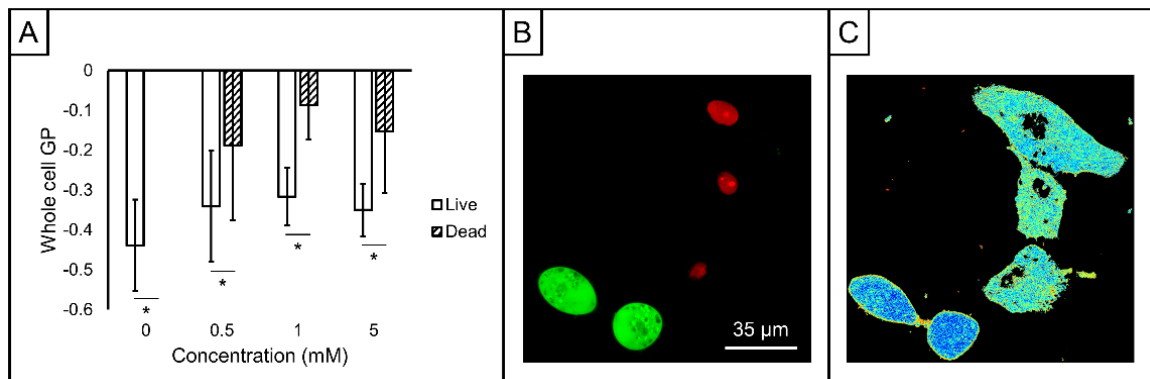 A
B
C
0
-0.1
-0.2
-0.3
-0.4
-0.5
-0.6
Whole cell GP
Live
Dead
*
*
*
*
0
0.5
1
5
Concentration (mM)
35 µm